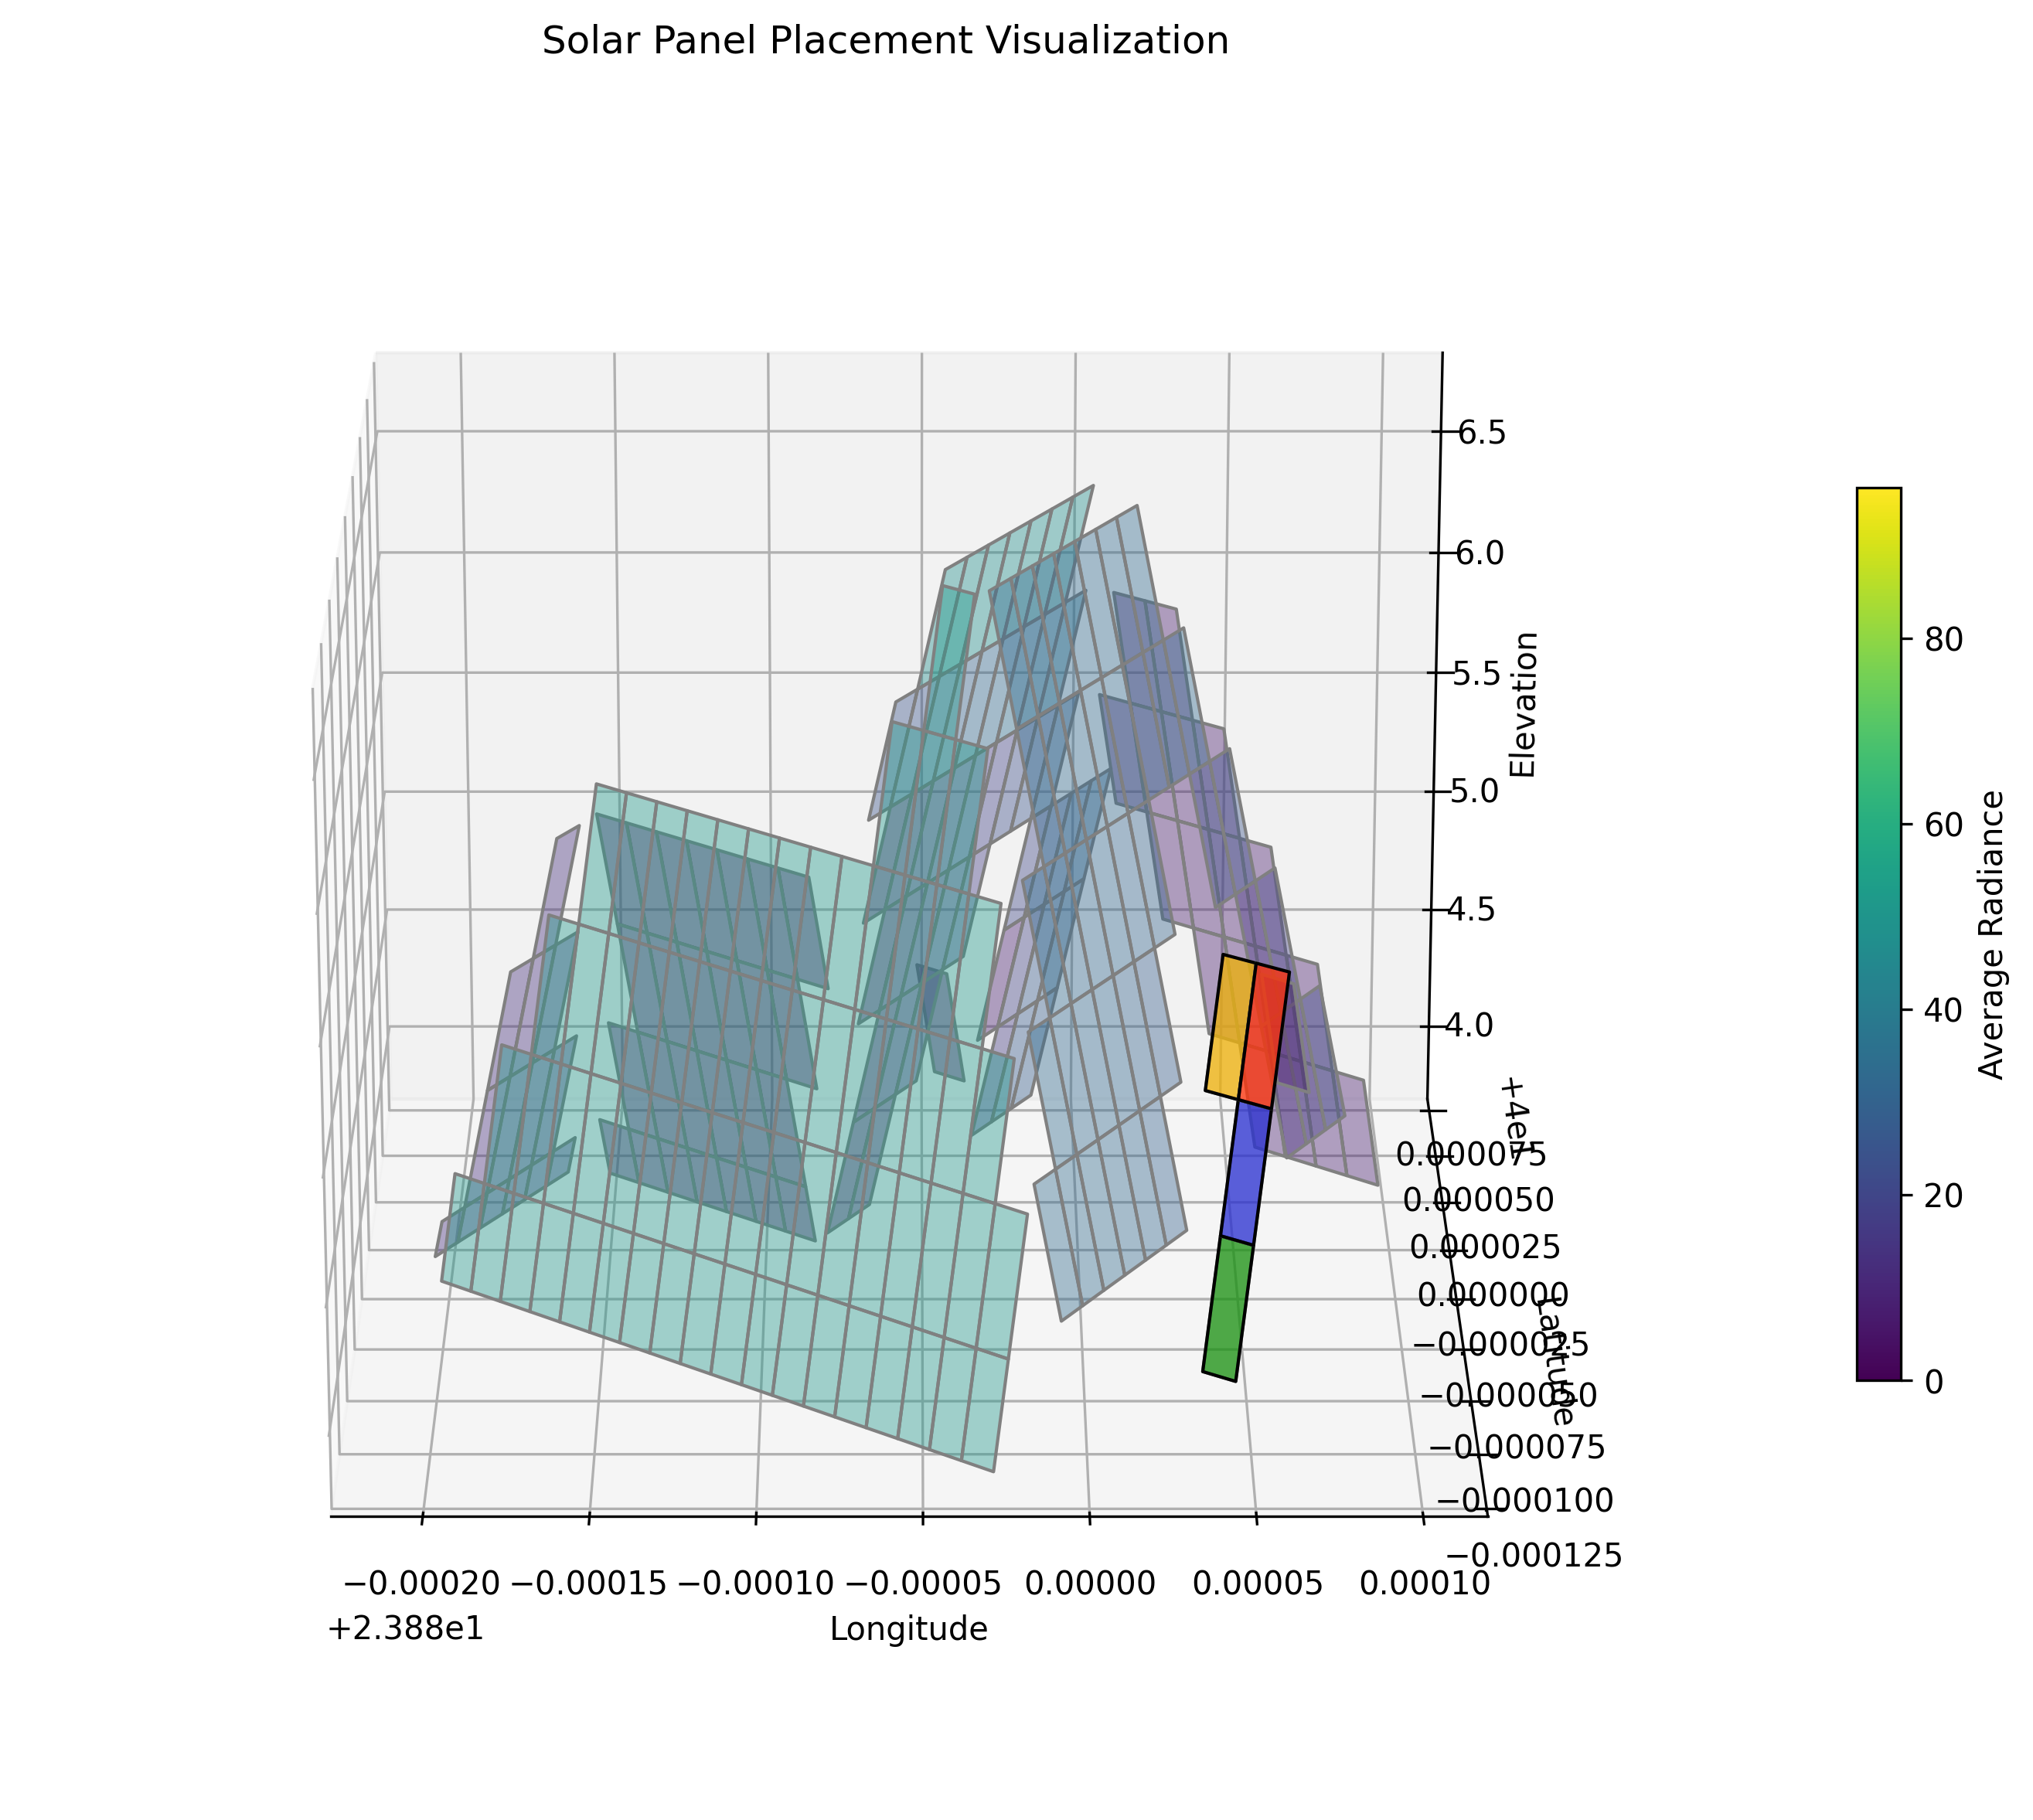 Solar Panel Placement Visualization
6.5
6.0
5.5
5.0
4.5
4.0
Elevation
+4e1
0.000075
0.000050
0.000025
0.000000
−0.000025
−0.000050
−0.000075
−0.000100
−0.000125
Latitude
−0.00020 −0.00015 −0.00010 −0.00005 0.00000 0.00005 0.00010
+2.388e1
Longitude
80
60
40
20
0
Average Radiance